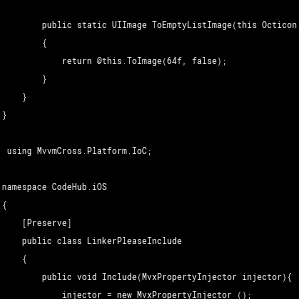 public static UIImage ToEmptyListImage(this Octicon
{
return @this.ToImage(64f, false);
}
}
}
using MvvmCross.Platform.IoC;
namespace CodeHub.iOS
{
[Preserve]
public class LinkerPleaseInclude
{
public void Include(MvxPropertyInjector injector){
injector = new MvxPropertyInjector ();